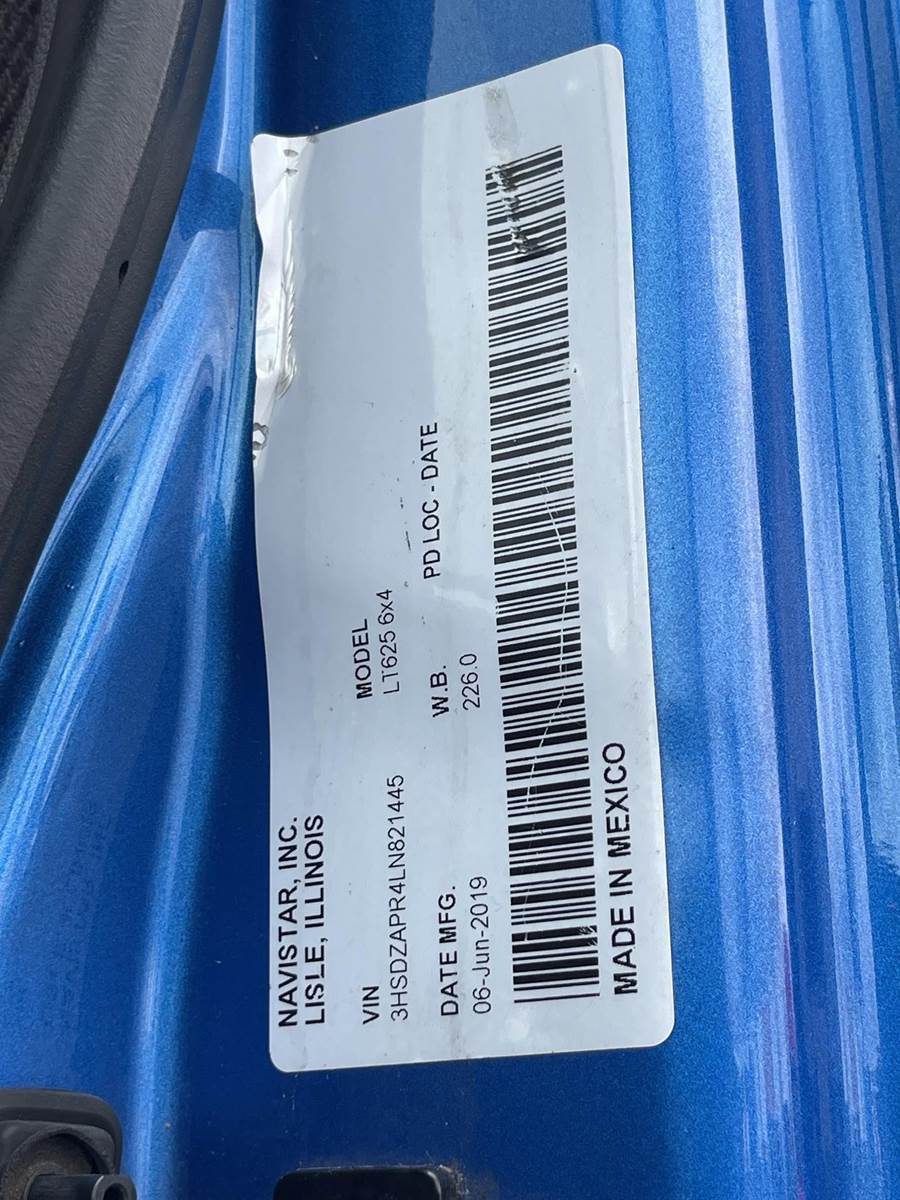 NAVISTAR, INC.
LISLE, ILLINOIS
VIN
3HSDZAPR4LN821445
MODEL
LT625 6x4
DATE MFG.
06-Jun-2019
W.B.
226.0
PD LOC - DATE
MADE IN MEXICO